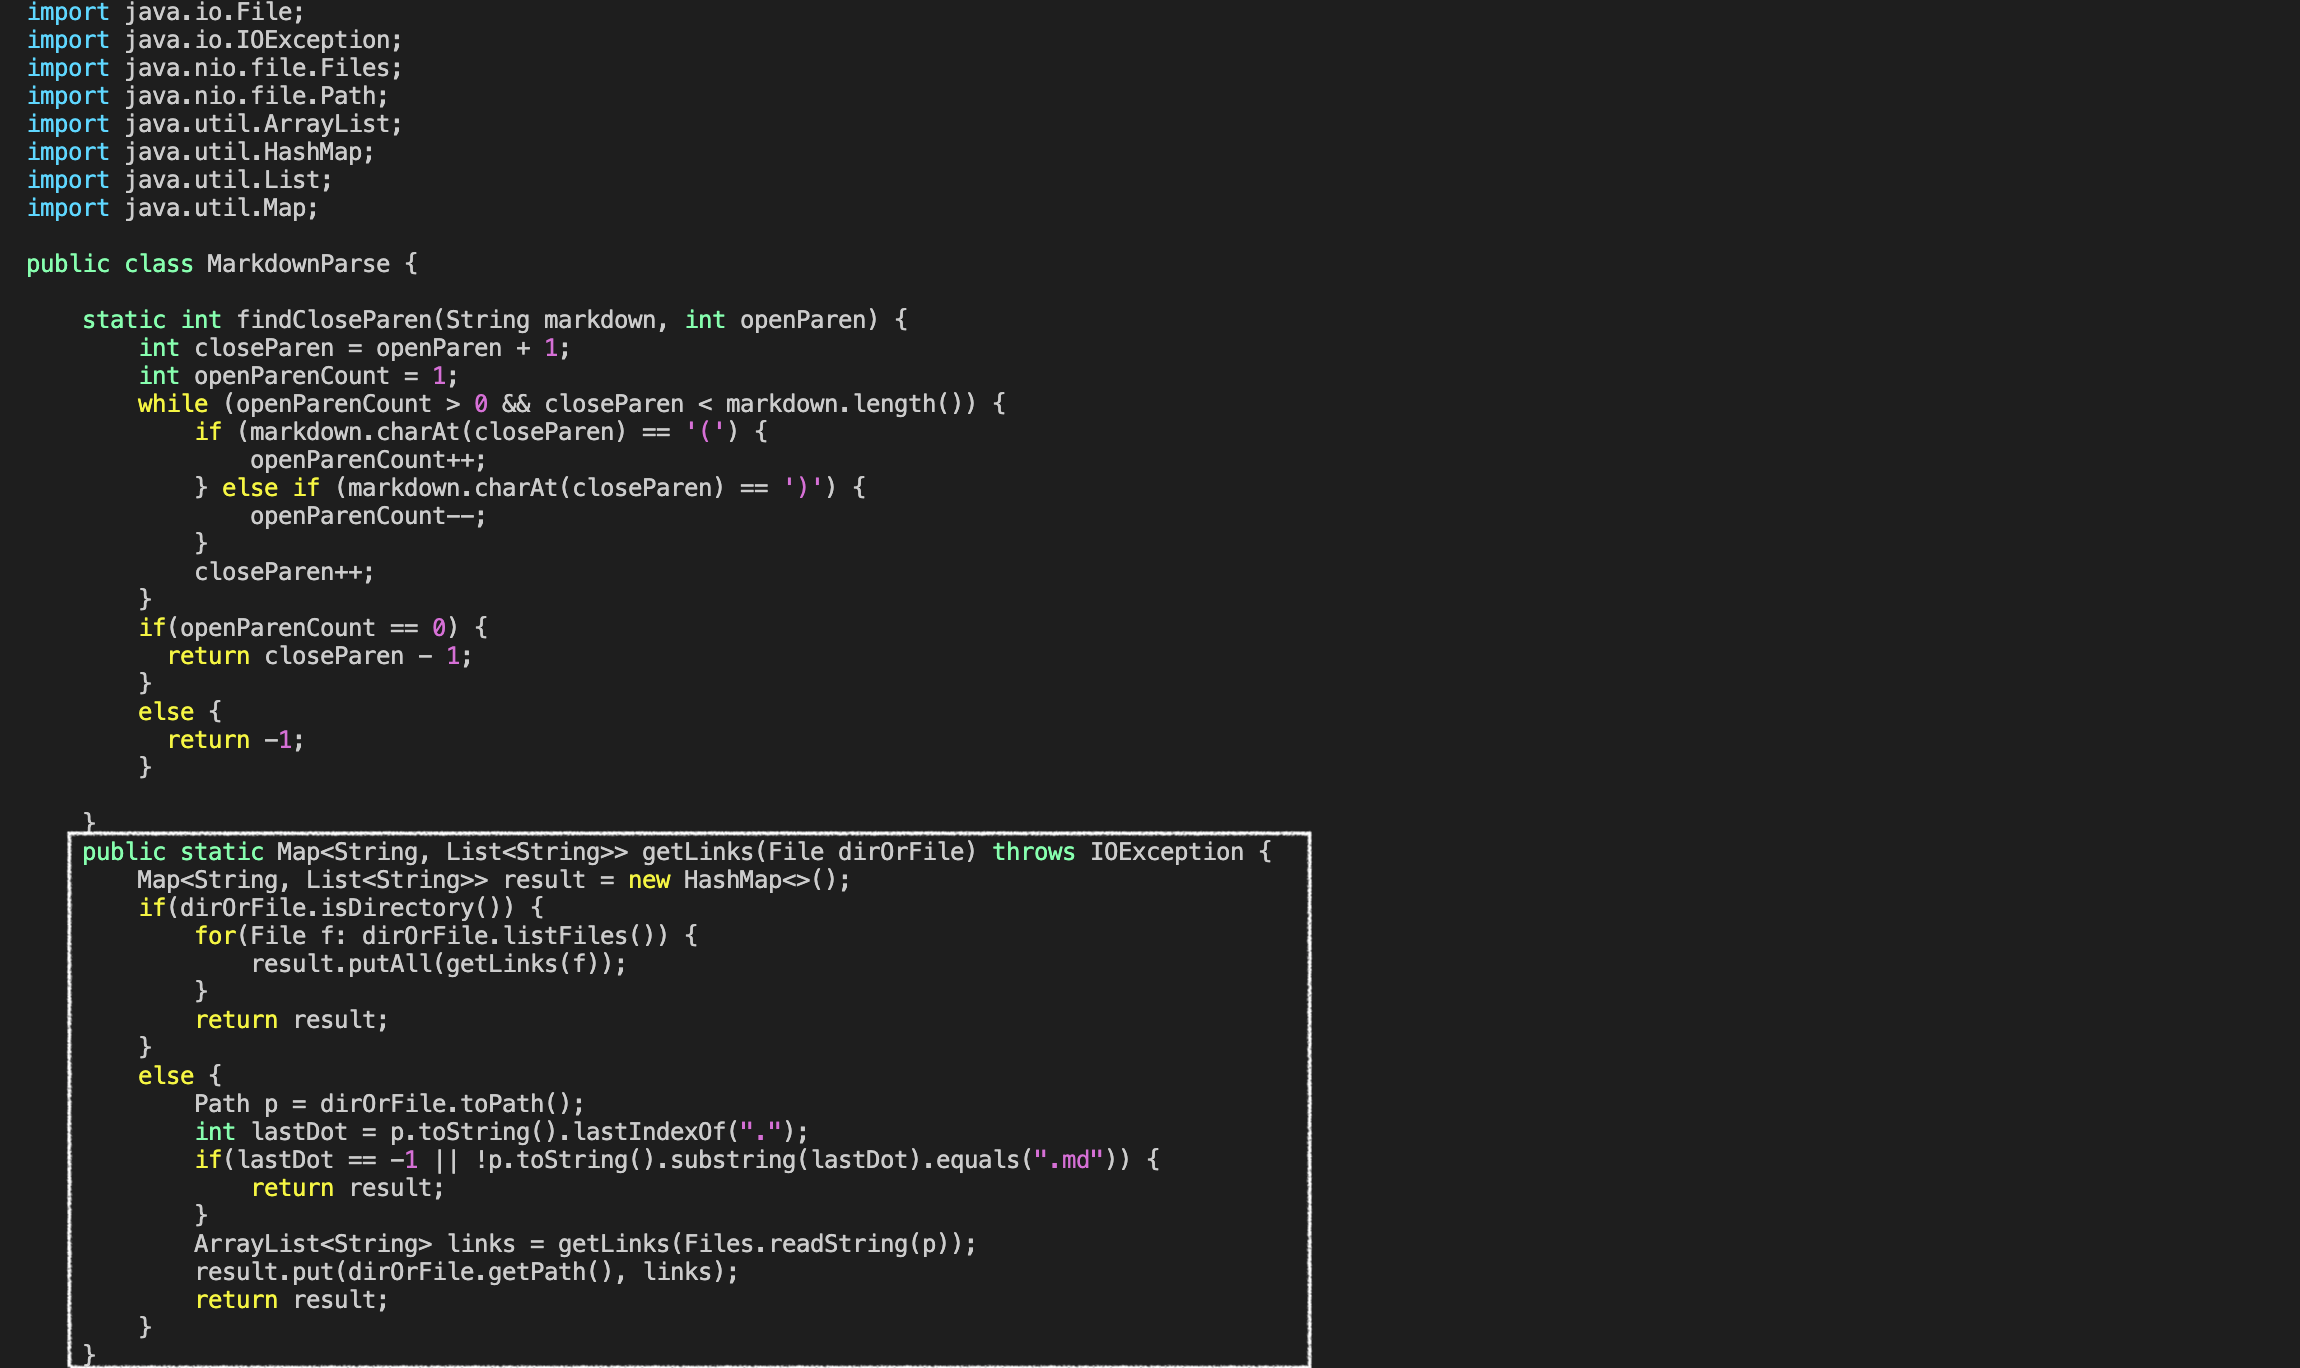 import java.io.File;
import java.io.IOException;
import java.nio.file.Files;
import java.nio.file.Path;
import java.util.ArrayList;
import java.util.HashMap;
import java.util.List;
import java.util.Map;

public class MarkdownParse {

    static int findCloseParen(String markdown, int openParen) {
        int closeParen = openParen + 1;
        int openParenCount = 1;
        while (openParenCount > 0 && closeParen < markdown.length()) {
            if (markdown.charAt(closeParen) == '(') {
                openParenCount++;
            } else if (markdown.charAt(closeParen) == ')') {
                openParenCount--;
            }
            closeParen++;
        }
        if(openParenCount == 0) {
          return closeParen - 1;
        }
        else {
          return -1;
        }

    }
    public static Map<String, List<String>> getLinks(File dirOrFile) throws IOException {
        Map<String, List<String>> result = new HashMap<>();
        if(dirOrFile.isDirectory()) {
            for(File f: dirOrFile.listFiles()) {
                result.putAll(getLinks(f));
            }
            return result;
        }
        else {
            Path p = dirOrFile.toPath();
            int lastDot = p.toString().lastIndexOf(".");
            if(lastDot == -1 || !p.toString().substring(lastDot).equals(".md")) {
                return result;
            }
            ArrayList<String> links = getLinks(Files.readString(p));
            result.put(dirOrFile.getPath(), links);
            return result;
        }
    }